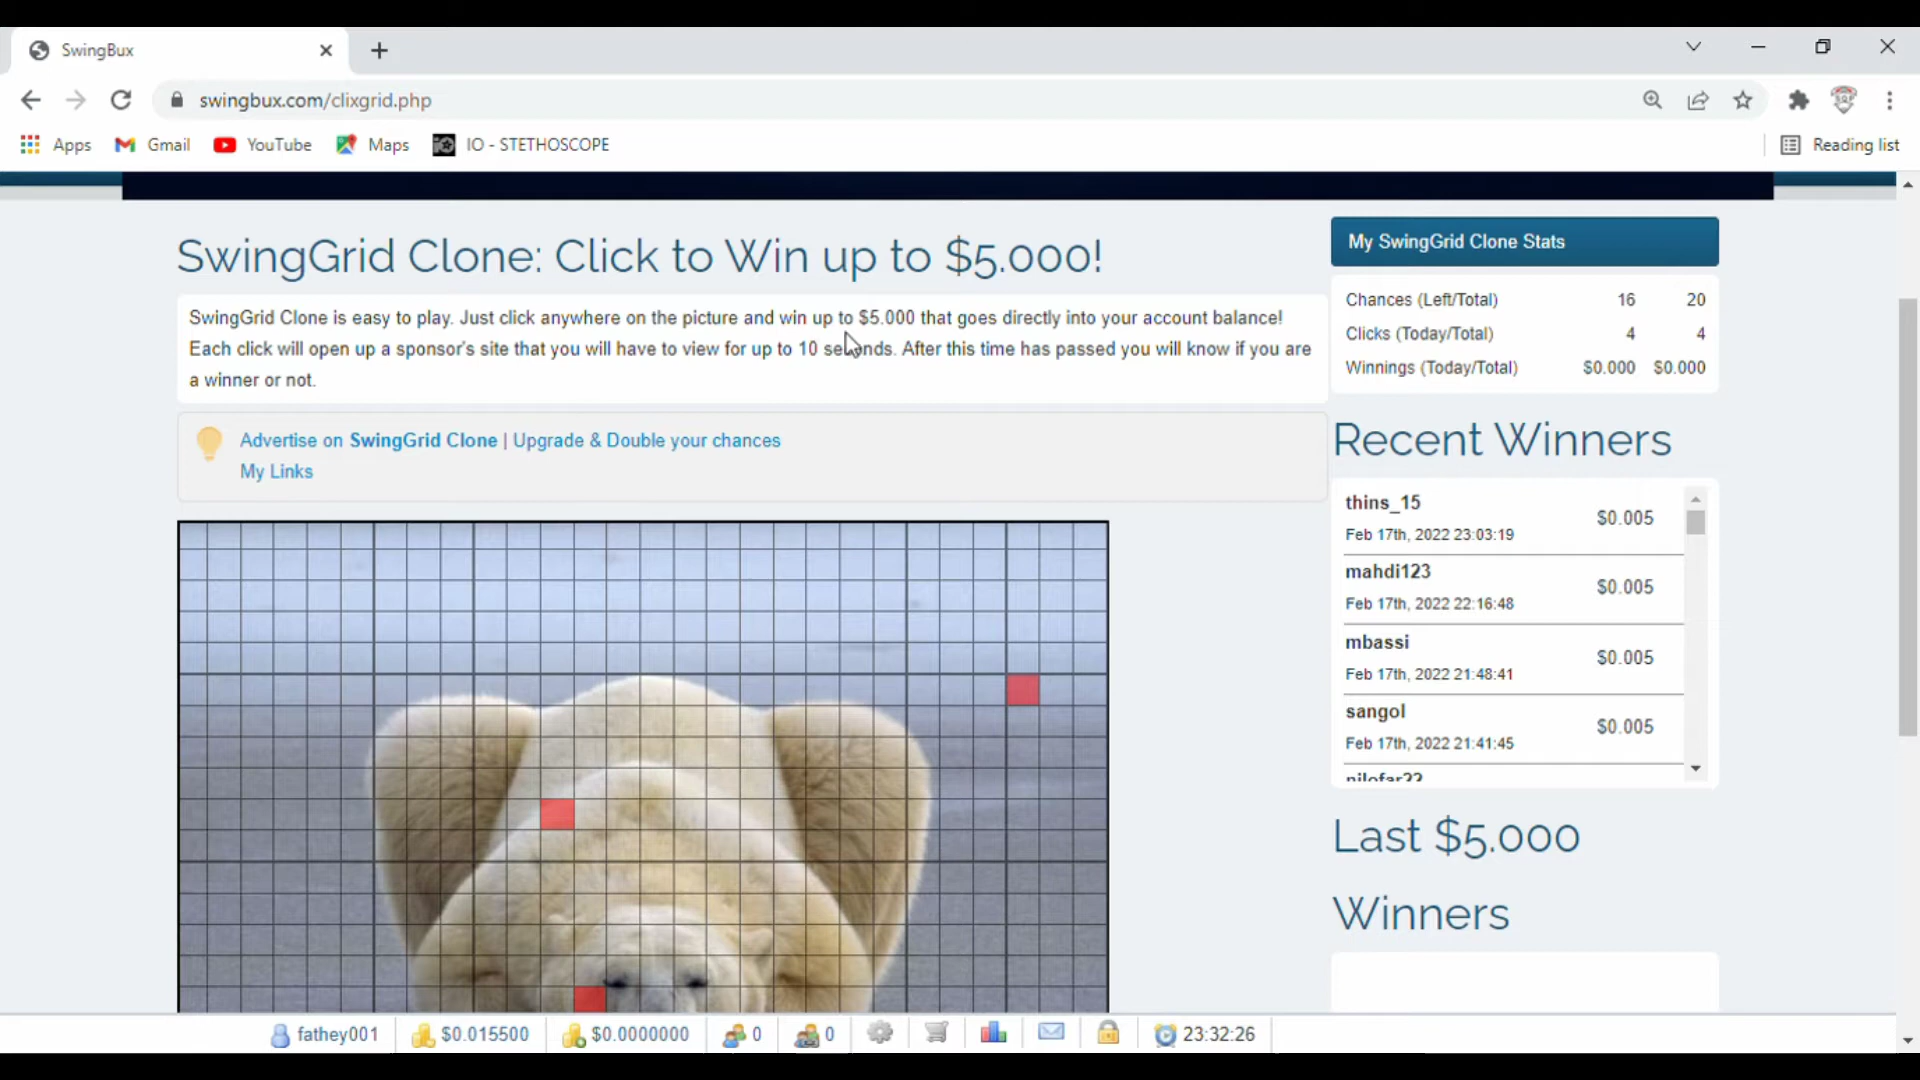 SwingBux
swingbux.com/clixgrid.php
Apps Gmail YouTube Maps IO - STETHOSCOPE Reading list
SwingGrid Clone: Click to Win up to $5.000!
SwingGrid Clone is easy to play. Just click anywhere on the picture and win up to $5.000 that goes directly into your account balance!
Each click will open up a sponsor's site that you will have to view for up to 10 seconds. After this time has passed you will know if you are
a winner or not.
Advertise on SwingGrid Clone | Upgrade & Double your chances
My Links
My SwingGrid Clone Stats
Chances (Left/Total) 16 20
Clicks (Today/Total) 4 4
Winnings (Today/Total) $0.000 $0.000
Recent Winners
thins_15
$0.005
Feb 17th, 2022 23:03:19
mahdi123
$0.005
Feb 17th, 2022 22:16:48
mbassi
$0.005
Feb 17th, 2022 21:48:41
sangol
$0.005
Feb 17th, 2022 21:41:45
nilofar22
Last $5.000
Winners
fathey001 $0.015500 $0.0000000 0 0 23:32:26